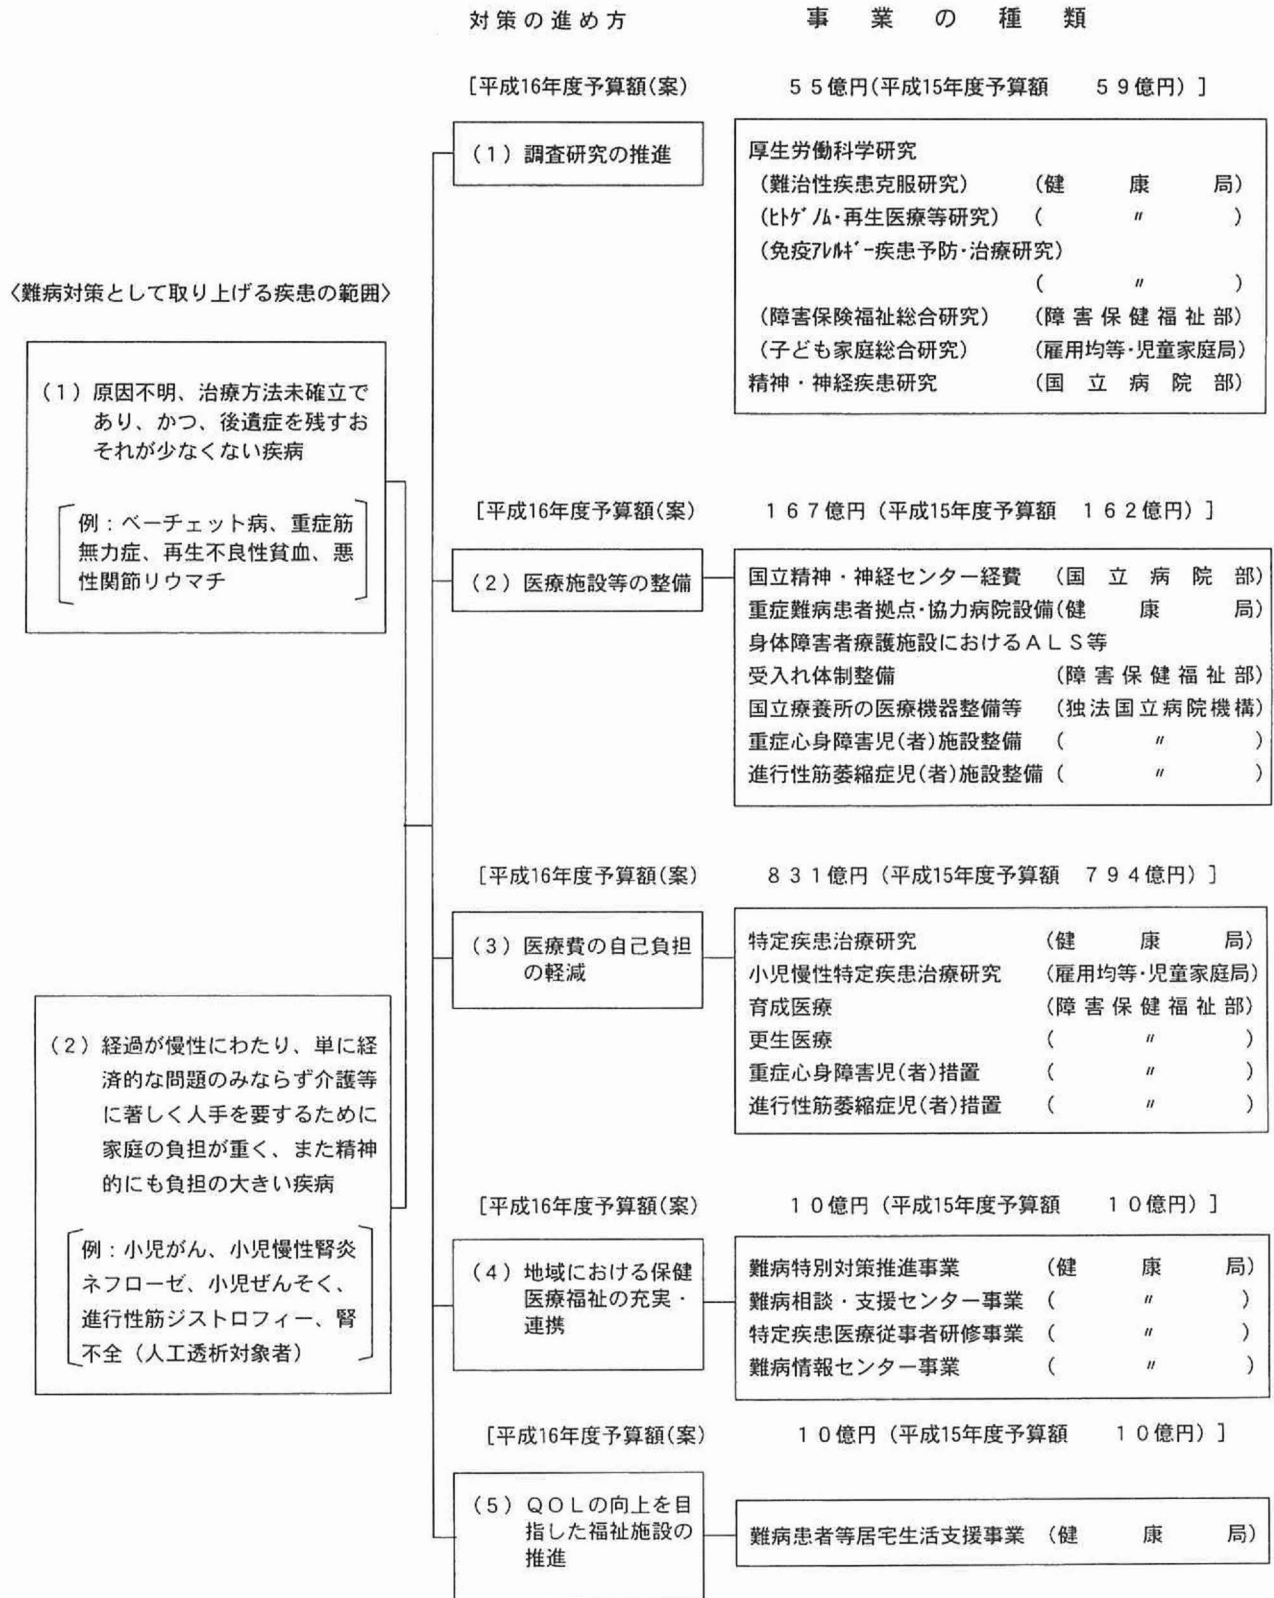 対策の進め方　事業の種類
[平成16年度予算額(案)　55億円(平成15年度予算額　59億円)]
(1) 調査研究の推進
厚生労働科学研究
(難治性疾患克服研究)　(健康局)
(ﾋﾄｹﾞﾉﾑ・再生医療等研究)　(　〃　)
(免疫ｱﾚﾙｷﾞｰ疾患予防・治療研究)
(　〃　)
(障害保険福祉総合研究)　(障害保健福祉部)
(子ども家庭総合研究)　(雇用均等・児童家庭局)
精神・神経疾患研究　(国立病院部)
〈難病対策として取り上げる疾患の範囲〉
(1) 原因不明、治療方法未確立で
あり、かつ、後遺症を残すお
それが少なくない疾病
例：ベーチェット病、重症筋
無力症、再生不良性貧血、悪
性関節リウマチ
[平成16年度予算額(案)　167億円 (平成15年度予算額　162億円)]
(2) 医療施設等の整備
国立精神・神経センター経費　(国立病院部)
重症難病患者拠点・協力病院設備(健康局)
身体障害者療護施設におけるALS等
受入れ体制整備　(障害保健福祉部)
国立療養所の医療機器整備等　(独法国立病院機構)
重症心身障害児(者)施設整備　(　〃　)
進行性筋萎縮症児(者)施設整備 (　〃　)
[平成16年度予算額(案)　831億円 (平成15年度予算額　794億円)]
(3) 医療費の自己負担
の軽減
特定疾患治療研究　(健康局)
小児慢性特定疾患治療研究　(雇用均等・児童家庭局)
育成医療　(障害保健福祉部)
更生医療　(　〃　)
重症心身障害児(者)措置　(　〃　)
進行性筋萎縮症児(者)措置　(　〃　)
(2) 経過が慢性にわたり、単に経
済的な問題のみならず介護等
に著しく人手を要するために
家庭の負担が重く、また精神
的にも負担の大きい疾病
例：小児がん、小児慢性腎炎
ネフローゼ、小児ぜんそく、
進行性筋ジストロフィー、腎
不全（人工透析対象者）
[平成16年度予算額(案)　10億円 (平成15年度予算額　10億円)]
(4) 地域における保健
医療福祉の充実・
連携
難病特別対策推進事業　(健康局)
難病相談・支援センター事業　(　〃　)
特定疾患医療従事者研修事業　(　〃　)
難病情報センター事業　(　〃　)
[平成16年度予算額(案)　10億円 (平成15年度予算額　10億円)]
(5) QOLの向上を目
指した福祉施設の
推進
難病患者等居宅生活支援事業　(健康局)